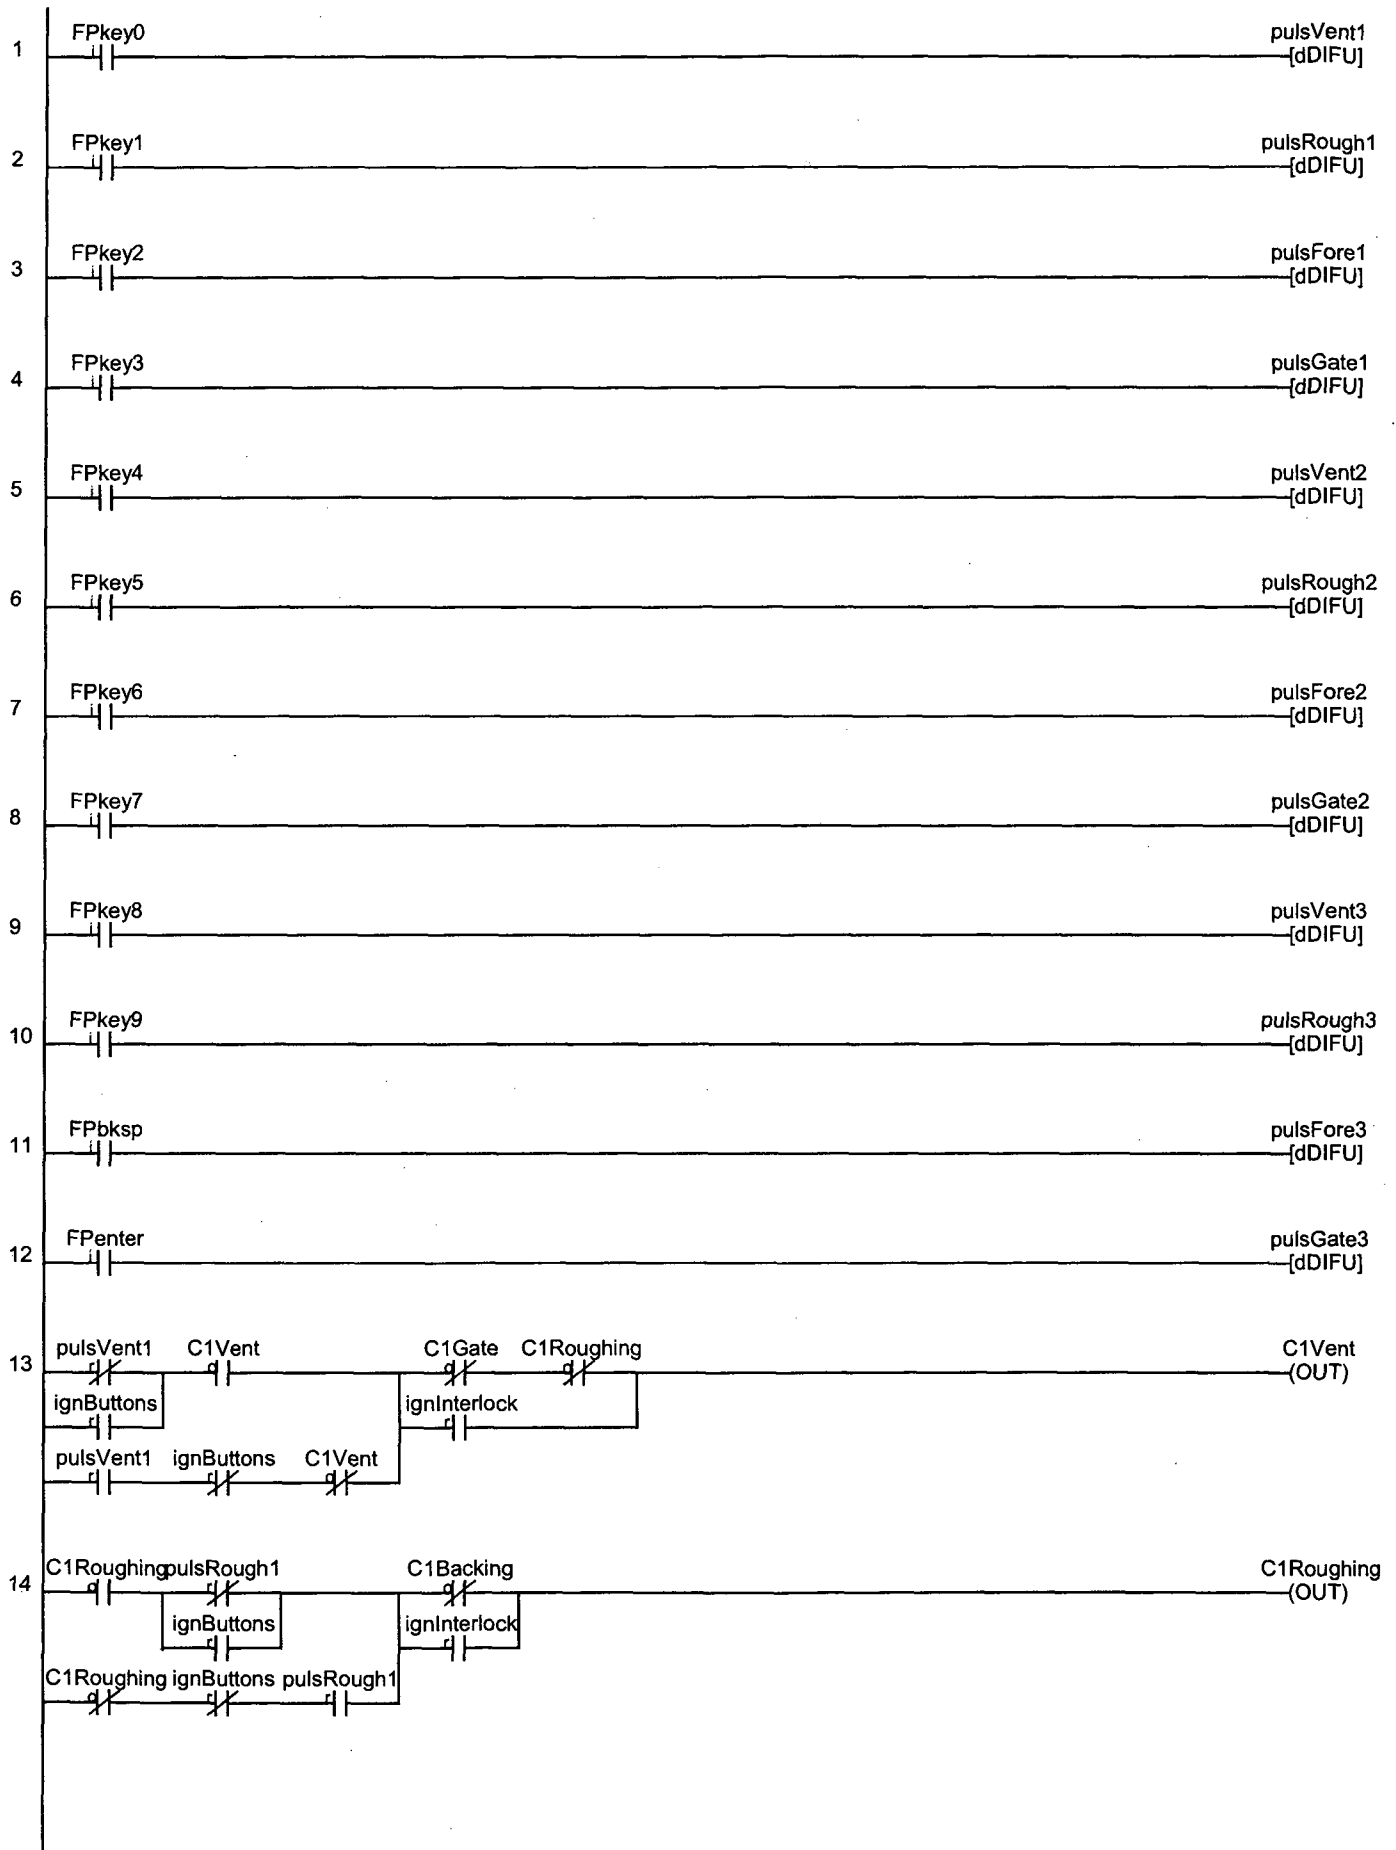 FPkey0 pulsVent1
1 [dDIFU]
FPkey1 pulsRough1
2 [dDIFU]
FPkey2 pulsFore1
3 [dDIFU]
FPkey3 pulsGate1
4 [dDIFU]
FPkey4 pulsVent2
5 [dDIFU]
FPkey5 pulsRough2
6 [dDIFU]
FPkey6 pulsFore2
7 [dDIFU]
FPkey7 pulsGate2
8 [dDIFU]
FPkey8 pulsVent3
9 [dDIFU]
FPkey9 pulsRough3
10 [dDIFU]
FPbksp pulsFore3
11 [dDIFU]
FPenter pulsGate3
12 [dDIFU]
pulsVent1 C1Vent C1Gate C1Roughing C1Vent
13 (OUT)
ignButtons ignInterlock
pulsVent1 ignButtons C1Vent
C1Roughing pulsRough1 C1Backing C1Roughing
14 (OUT)
ignButtons ignInterlock
C1Roughing ignButtons pulsRough1